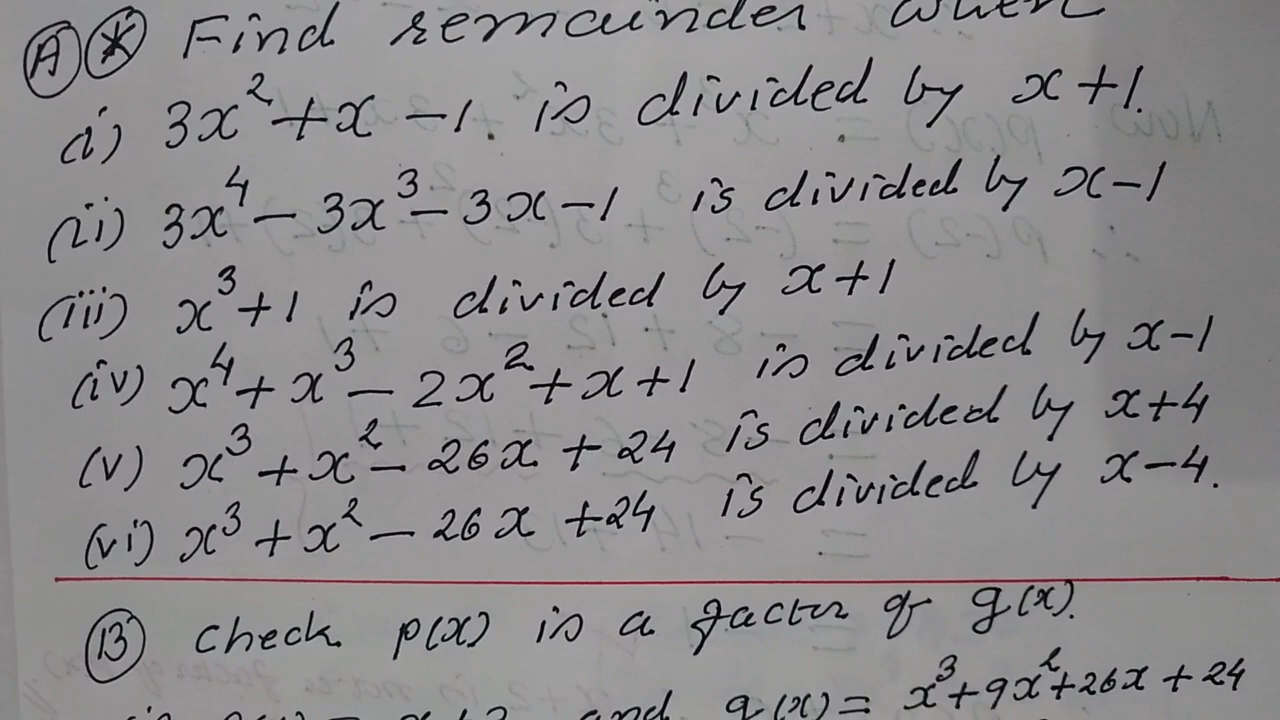 (A) * Find remainder when
(i) 3x² + x - 1. is divided by x + 1.
(ii) 3x⁴ - 3x³ - 3x - 1 is divided by x - 1
(iii) x³ + 1 is divided by x + 1
(iv) x⁴ + x³ - 2x² + x + 1 is divided by x - 1
(v) x³ + x² - 26x + 24 is divided by x + 4
(vi) x³ + x² - 26x + 24 is divided by x - 4.
(B) check p(x) is a factor of g(x).
and g(x) = x³ + 9x² + 26x + 24